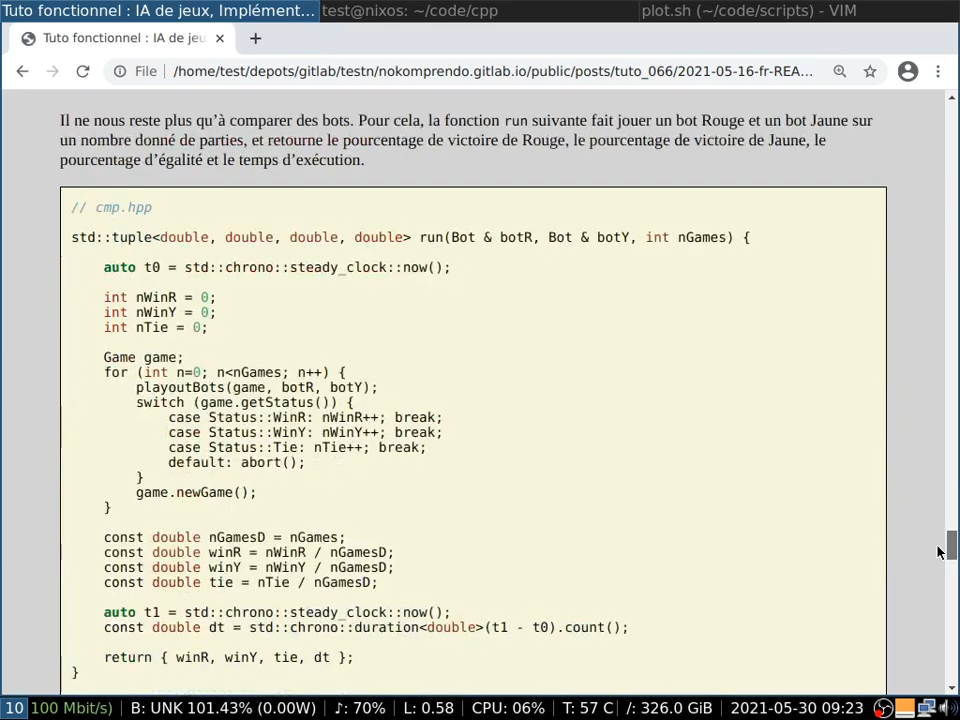 Tuto fonctionnel : IA de jeux, Implément... test@nixos: ~/code/cpp plot.sh (~/code/scripts) - VIM
Tuto fonctionnel : IA de jeu
File /home/test/depots/gitlab/testn/nokomprendo.gitlab.io/public/posts/tuto_066/2021-05-16-fr-REA...
Il ne nous reste plus qu’à comparer des bots. Pour cela, la fonction run suivante fait jouer un bot Rouge et un bot Jaune sur
un nombre donné de parties, et retourne le pourcentage de victoire de Rouge, le pourcentage de victoire de Jaune, le
pourcentage d’égalité et le temps d’exécution.
// cmp.hpp
std::tuple<double, double, double, double> run(Bot & botR, Bot & botY, int nGames) {
auto t0 = std::chrono::steady_clock::now();
int nWinR = 0;
int nWinY = 0;
int nTie = 0;
Game game;
for (int n=0; n<nGames; n++) {
playoutBots(game, botR, botY);
switch (game.getStatus()) {
case Status::WinR: nWinR++; break;
case Status::WinY: nWinY++; break;
case Status::Tie: nTie++; break;
default: abort();
}
game.newGame();
}
const double nGamesD = nGames;
const double winR = nWinR / nGamesD;
const double winY = nWinY / nGamesD;
const double tie = nTie / nGamesD;
auto t1 = std::chrono::steady_clock::now();
const double dt = std::chrono::duration<double>(t1 - t0).count();
return { winR, winY, tie, dt };
}
10 100 Mbit/s) B: UNK 101.43% (0.00W) ♪: 70% L: 0.58 CPU: 06% T: 57 C /: 326.0 GiB 2021-05-30 09:23